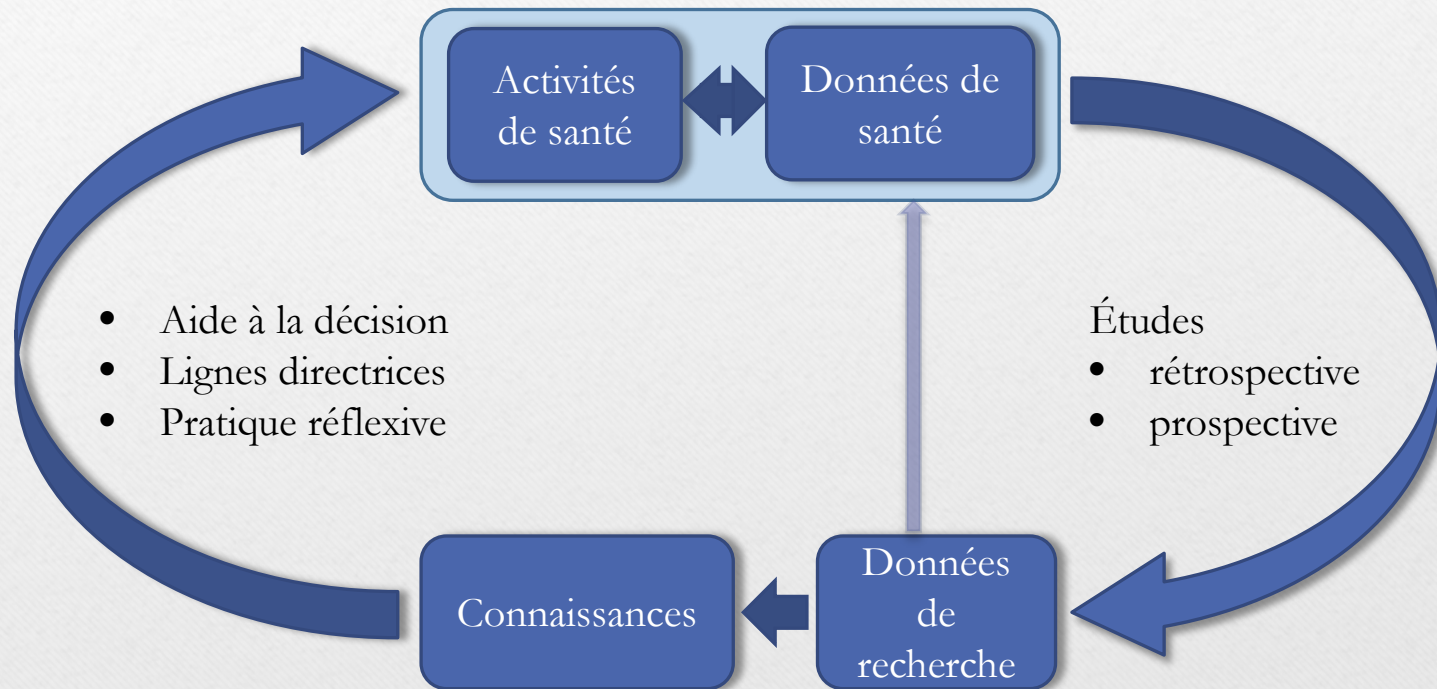 Activités
de santé
Données de
santé
• Aide à la décision
• Lignes directrices
• Pratique réflexive
Études
• rétrospective
• prospective
Connaissances
Données
de
recherche